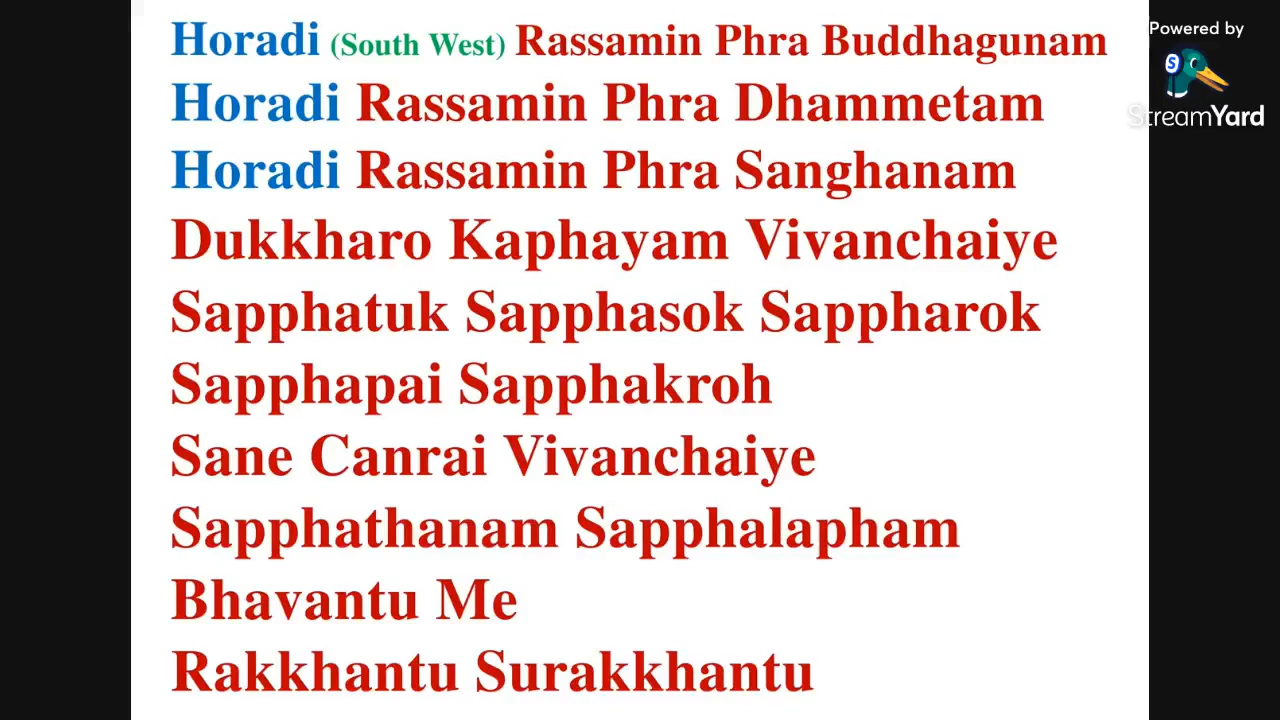 Horadi (South West) Rassamin Phra Buddhagunam
Horadi Rassamin Phra Dhammetam
Horadi Rassamin Phra Sanghanam
Dukkharo Kaphayam Vivanchaiye
Sapphatuk Sapphasok Sappharok
Sapphapai Sapphakroh
Sane Canrai Vivanchaiye
Sapphathanam Sapphalapham
Bhavantu Me
Rakkhantu Surakkhantu
Powered by
S
StreamYard